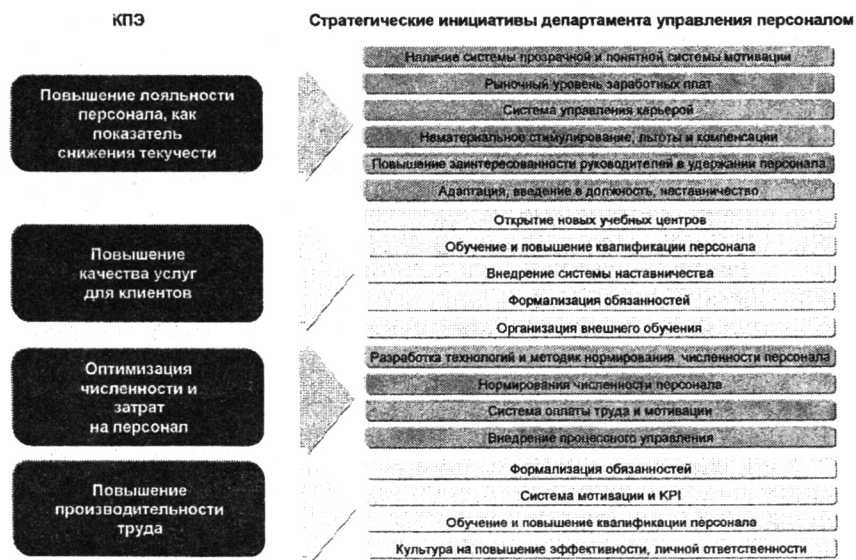 КПЭ
Стратегические инициативы департамента управления персоналом
Повышение лояльности
персонала, как
показатель
снижения текучести
Наличие системы прозрачной и понятной системы мотивации
Рыночный уровень заработных плат
Система управления карьерой
Нематериальное стимулирование, льготы и компенсации
Повышение заинтересованности руководителей в удержании персонала
Адаптация, введение в должность, наставничество
Повышение
качества услуг
для клиентов
Открытие новых учебных центров
Обучение и повышение квалификации персонала
Внедрение системы наставничества
Формализация обязанностей
Организация внешнего обучения
Оптимизация
численности и
затрат
на персонал
Разработка технологий и методик нормирования численности персонала
Нормирования численности персонала
Система оплаты труда и мотивации
Внедрение процессного управления
Повышение
производительности
труда
Формализация обязанностей
Система мотивации и KPI
Обучение и повышение квалификации персонала
Культура на повышение эффективности, личной ответственности